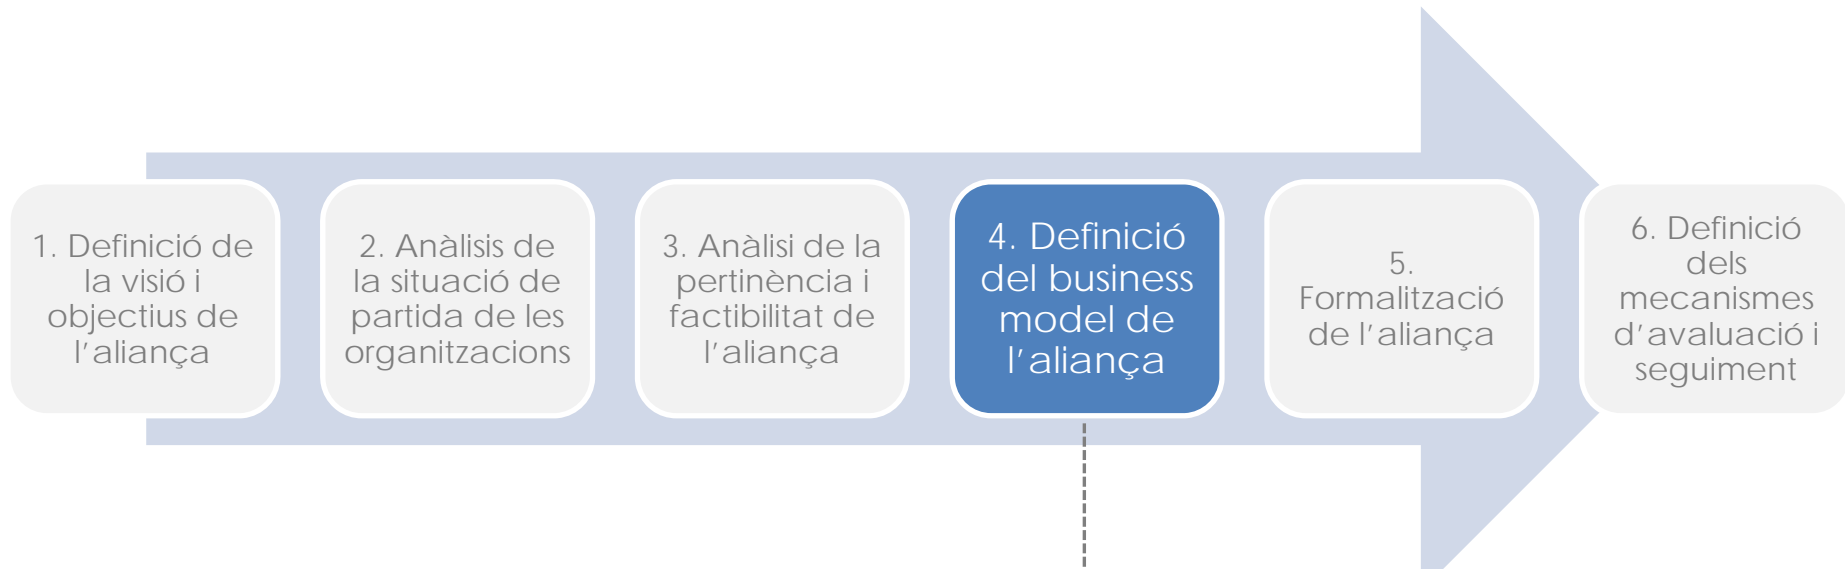 1. Definició de
la visió i
objectius de
l’aliança
2. Anàlisis de
la situació de
partida de les
organitzacions
3. Anàlisi de la
pertinència i
factibilitat de
l’aliança
4. Definició
del business
model de
l’aliança
5.
Formalització
de l’aliança
6. Definició
dels
mecanismes
d’avaluació i
seguiment